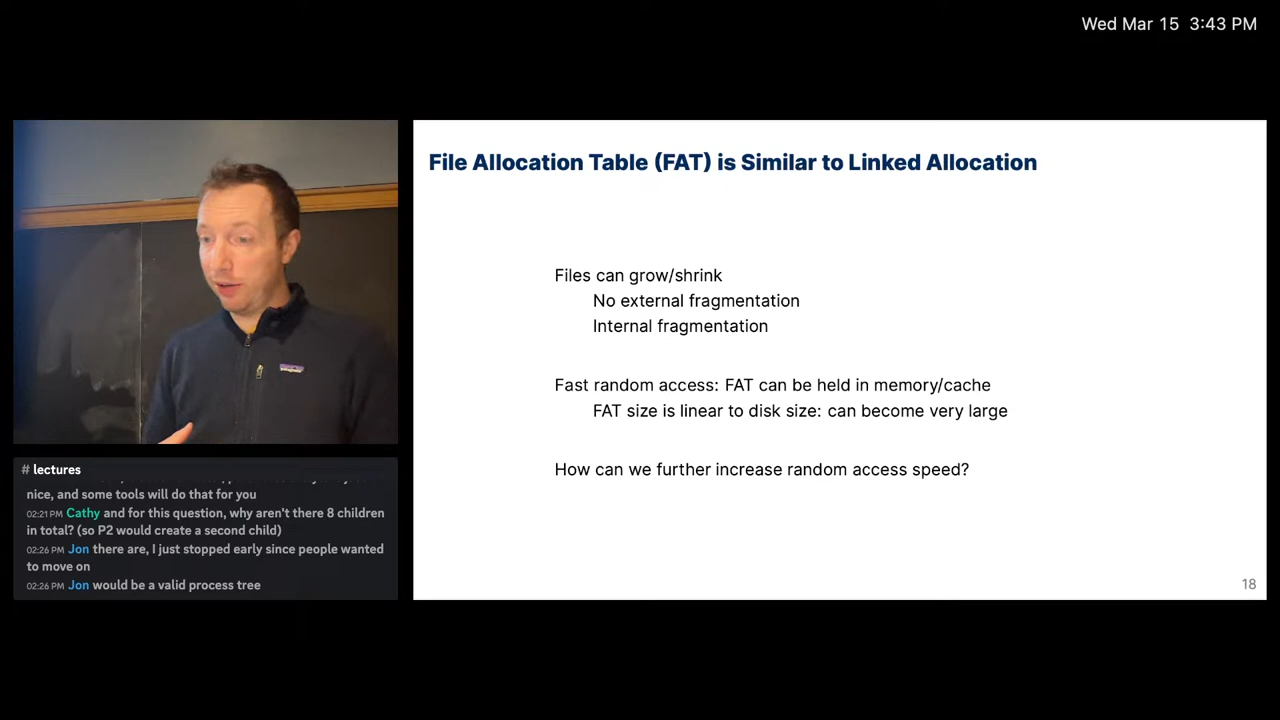 Wed Mar 15 3:43 PM
File Allocation Table (FAT) is Similar to Linked Allocation
Files can grow/shrink
No external fragmentation
Internal fragmentation
Fast random access: FAT can be held in memory/cache
FAT size is linear to disk size: can become very large
How can we further increase random access speed?
18
# lectures
nice, and some tools will do that for you
02:21 PM Cathy and for this question, why aren't there 8 children
in total? (so P2 would create a second child)
02:26 PM Jon there are, I just stopped early since people wanted
to move on
02:26 PM Jon would be a valid process tree